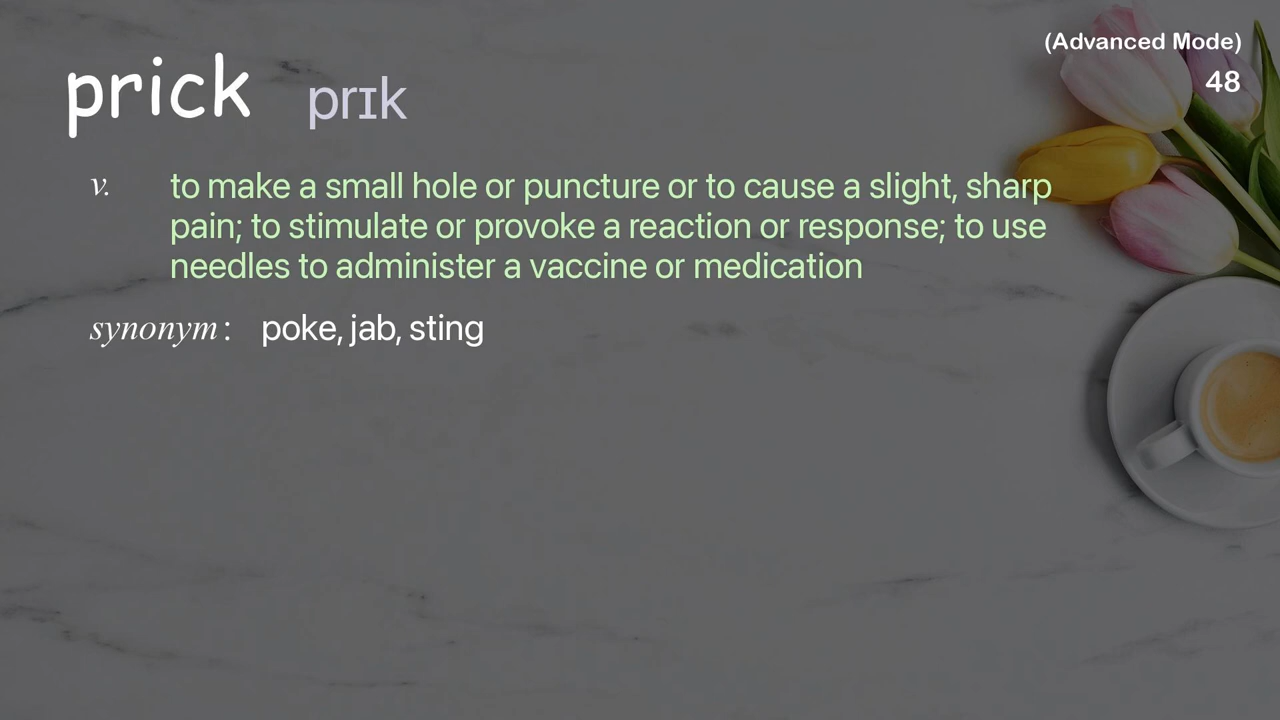 (Advanced Mode)
48
prick prɪk
v. to make a small hole or puncture or to cause a slight, sharp
pain; to stimulate or provoke a reaction or response; to use
needles to administer a vaccine or medication
synonym : poke, jab, sting